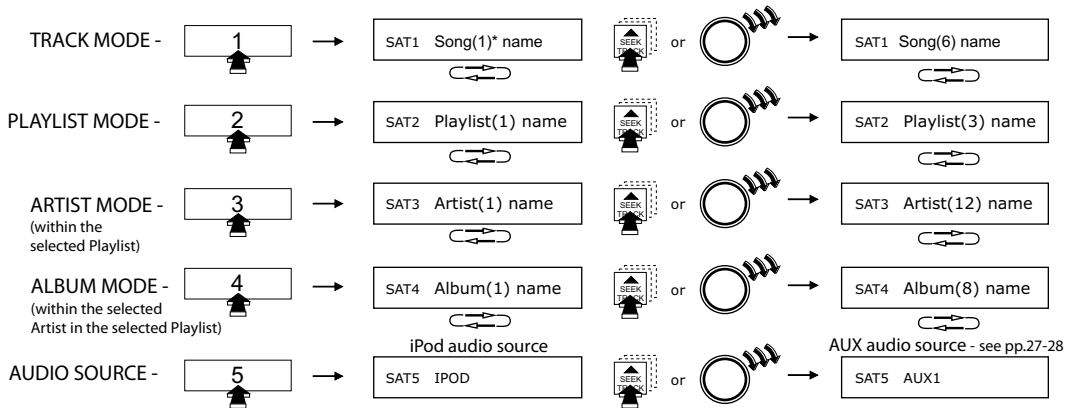 TRACK MODE - 1 SAT1 Song(1)* name SEEK TRACK or SAT1 Song(6) name
PLAYLIST MODE - 2 SAT2 Playlist(1) name SEEK TRACK or SAT2 Playlist(3) name
ARTIST MODE - 3 SAT3 Artist(1) name SEEK TRACK or SAT3 Artist(12) name
(within the
selected Playlist)
ALBUM MODE - 4 SAT4 Album(1) name SEEK TRACK or SAT4 Album(8) name
(within the selected
Artist in the selected Playlist)
iPod audio source AUX audio source - see pp.27-28
AUDIO SOURCE - 5 SAT5 IPOD SEEK TRACK or SAT5 AUX1